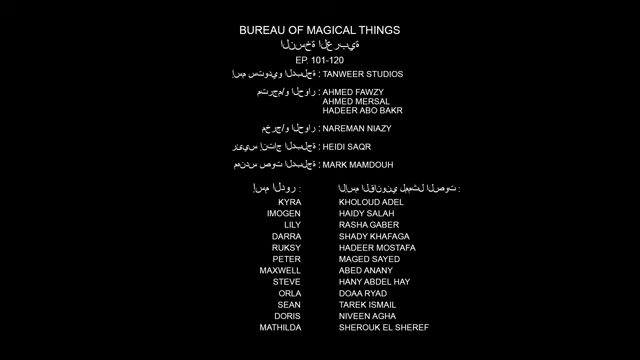 BUREAU OF MAGICAL THINGS
النسخة العربية
EP. 101-120
إسم ستوديو الدبلجة : TANWEER STUDIOS
مترجم/و الحوار : AHMED FAWZY
AHMED MERSAL
HADEER ABO BAKR
مخرج/و الحوار : NAREMAN NIAZY
رئيس إنتاج الدبلجة : HEIDI SAQR
مهندس صوت الدبلجة : MARK MAMDOUH
إسم الدور : الإسم القانوني لممثل الصوت :
KYRA KHOLOUD ADEL
IMOGEN HAIDY SALAH
LILY RASHA GABER
DARRA SHADY KHAFAGA
RUKSY HADEER MOSTAFA
PETER MAGED SAYED
MAXWELL ABED ANANY
STEVE HANY ABDEL HAY
ORLA DOAA RYAD
SEAN TAREK ISMAIL
DORIS NIVEEN AGHA
MATHILDA SHEROUK EL SHEREF